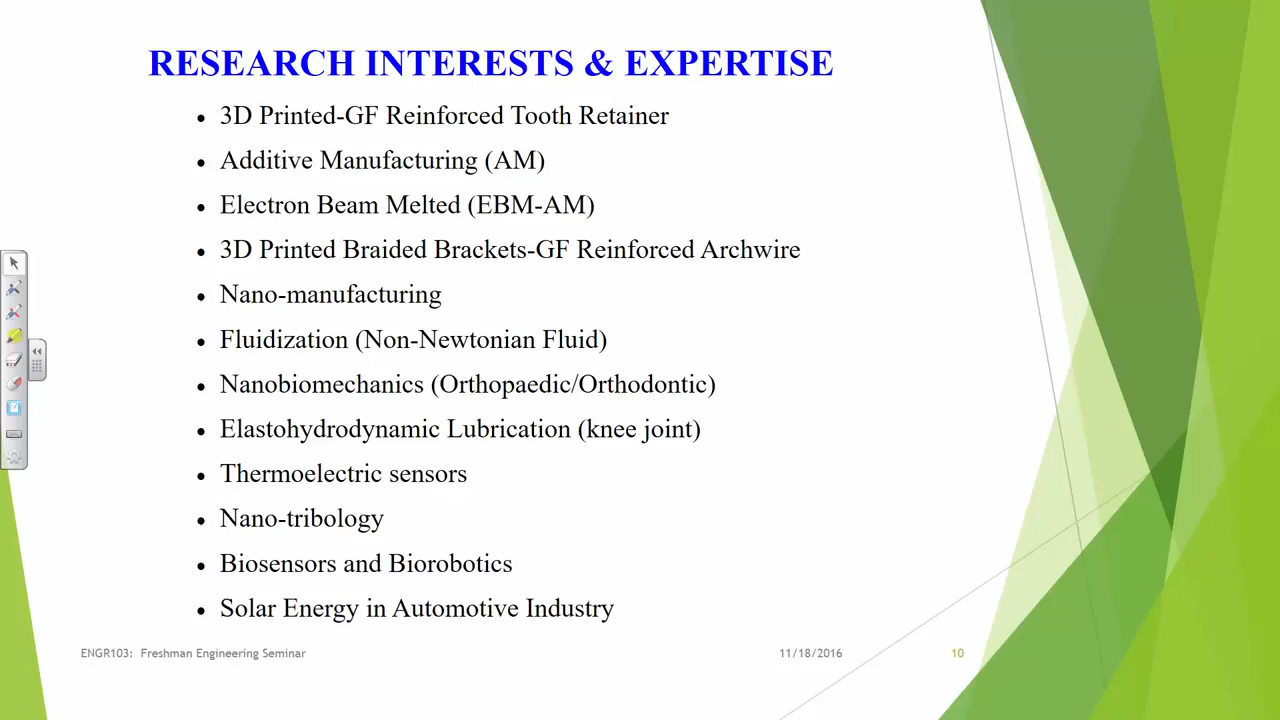 RESEARCH INTERESTS & EXPERTISE
• 3D Printed-GF Reinforced Tooth Retainer
• Additive Manufacturing (AM)
• Electron Beam Melted (EBM-AM)
• 3D Printed Braided Brackets-GF Reinforced Archwire
• Nano-manufacturing
• Fluidization (Non-Newtonian Fluid)
• Nanobiomechanics (Orthopaedic/Orthodontic)
• Elastohydrodynamic Lubrication (knee joint)
• Thermoelectric sensors
• Nano-tribology
• Biosensors and Biorobotics
• Solar Energy in Automotive Industry
ENGR103: Freshman Engineering Seminar 11/18/2016 10